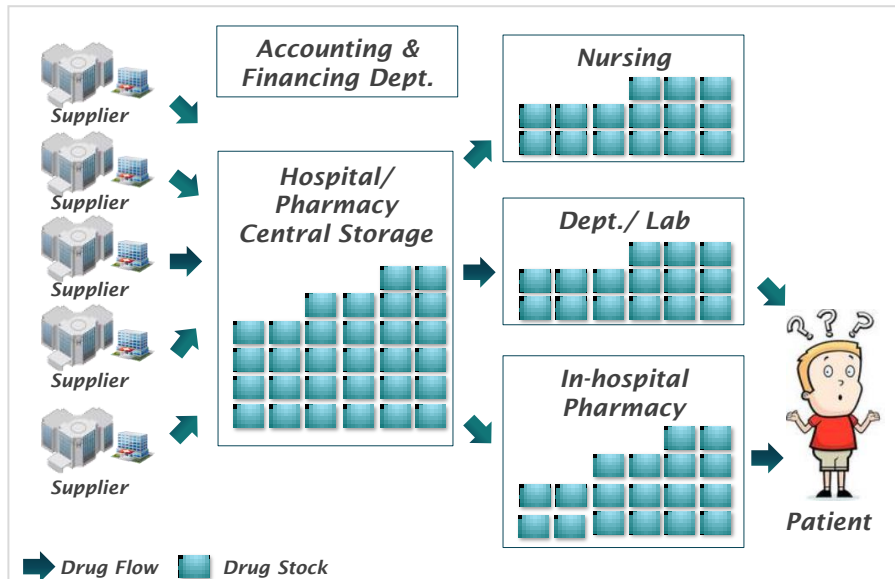 Accounting &
Financing Dept.
Nursing
Supplier
Supplier
Hospital/
Pharmacy
Central Storage
Dept./ Lab
Supplier
Supplier
In-hospital
Pharmacy
Supplier
Patient
Drug Flow
Drug Stock
? ? ?